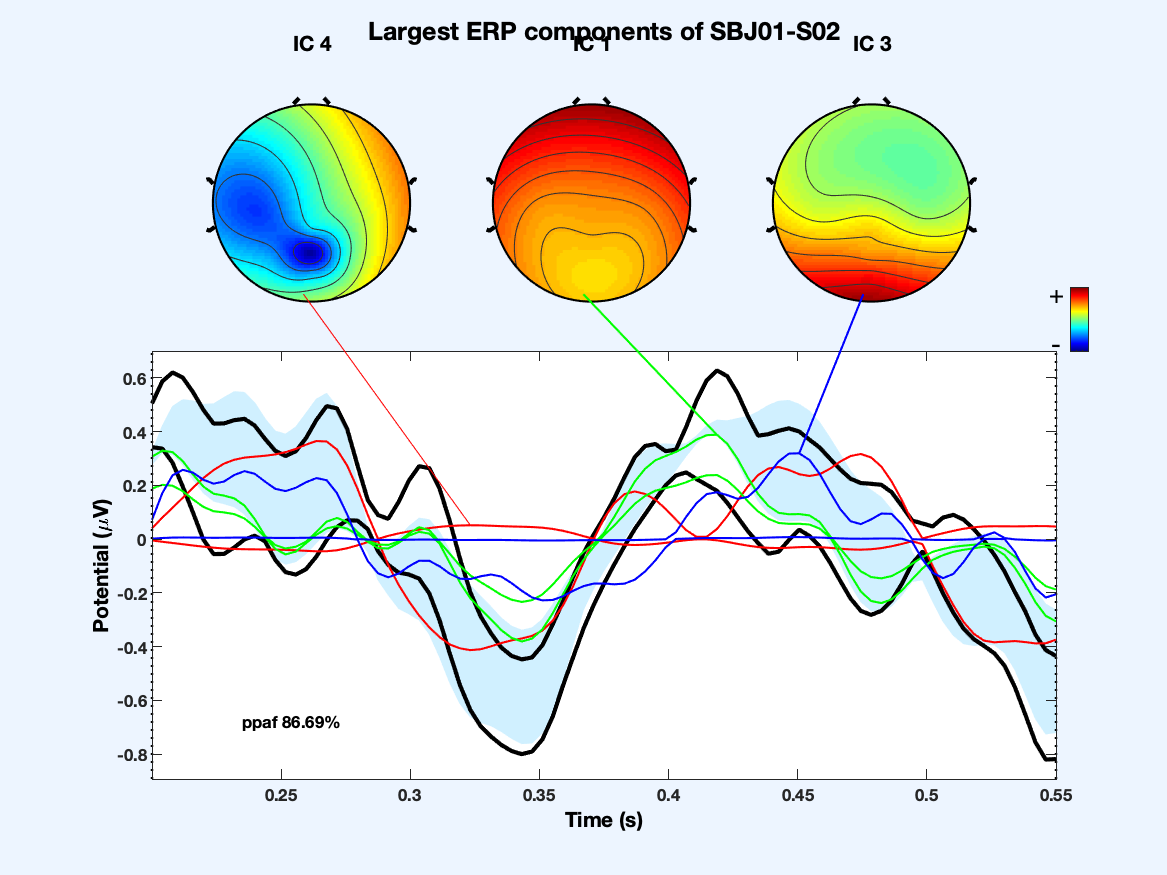 Largest ERP components of SBJ01-S02
IC 4
IC 1
IC 3
+
-
0.6
0.4
0.2
0
-0.2
-0.4
-0.6
-0.8
Potential (μV)
ppaf 86.69%
0.25
0.3
0.35
0.4
0.45
0.5
0.55
Time (s)